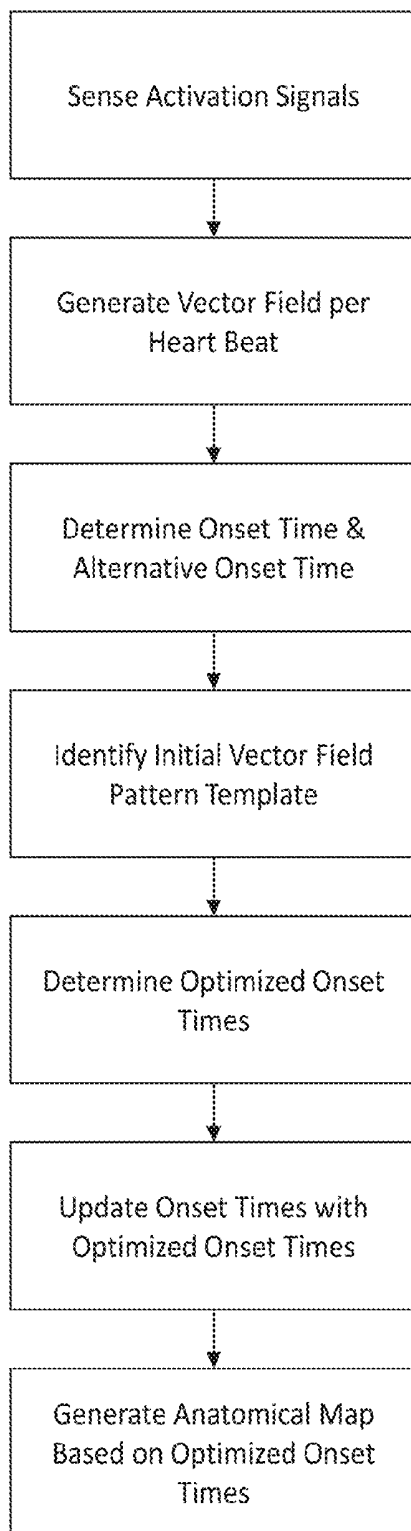 Sense Activation Signals
Generate Vector Field per
Heart Beat
Determine Onset Time &
Alternative Onset Time
Identify Initial Vector Field
Pattern Template
Determine Optimized Onset
Times
Update Onset Times with
Optimized Onset Times
Generate Anatomical Map
Based on Optimized Onset
Times